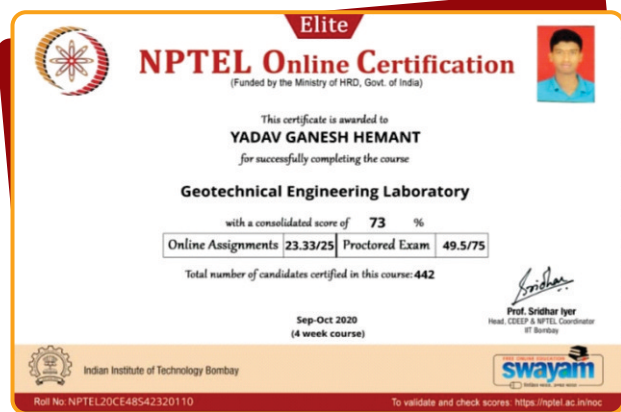 Elite
NPTEL Online Certification
(Funded by the Ministry of HRD, Govt. of India)
This certificate is awarded to
YADAV GANESH HEMANT
for successfully completing the course
Geotechnical Engineering Laboratory
with a consolidated score of 73 %
Online Assignments 23.33/25 Proctored Exam 49.5/75
Total number of candidates certified in this course: 442
Sep-Oct 2020
(4 week course)
Prof. Sridhar Iyer
Head, CDEEP & NPTEL Coordinator
IIT Bombay
Indian Institute of Technology Bombay
FREE ONLINE EDUCATION
swayam
Roll No: NPTEL20CE48S42320110
To validate and check scores: https://nptel.ac.in/noc